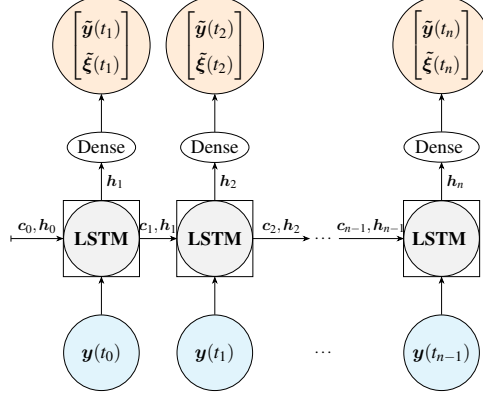 ỹ(t₁) ỹ(t₂) ỹ(tₙ)
ξ̃(t₁) ξ̃(t₂) ξ̃(tₙ)
Dense Dense Dense
h₁ h₂ hₙ
c₀, h₀ c₁, h₁ c₂, h₂ ... cₙ₋₁, hₙ₋₁
LSTM LSTM LSTM
y(t₀) y(t₁) ... y(tₙ₋₁)